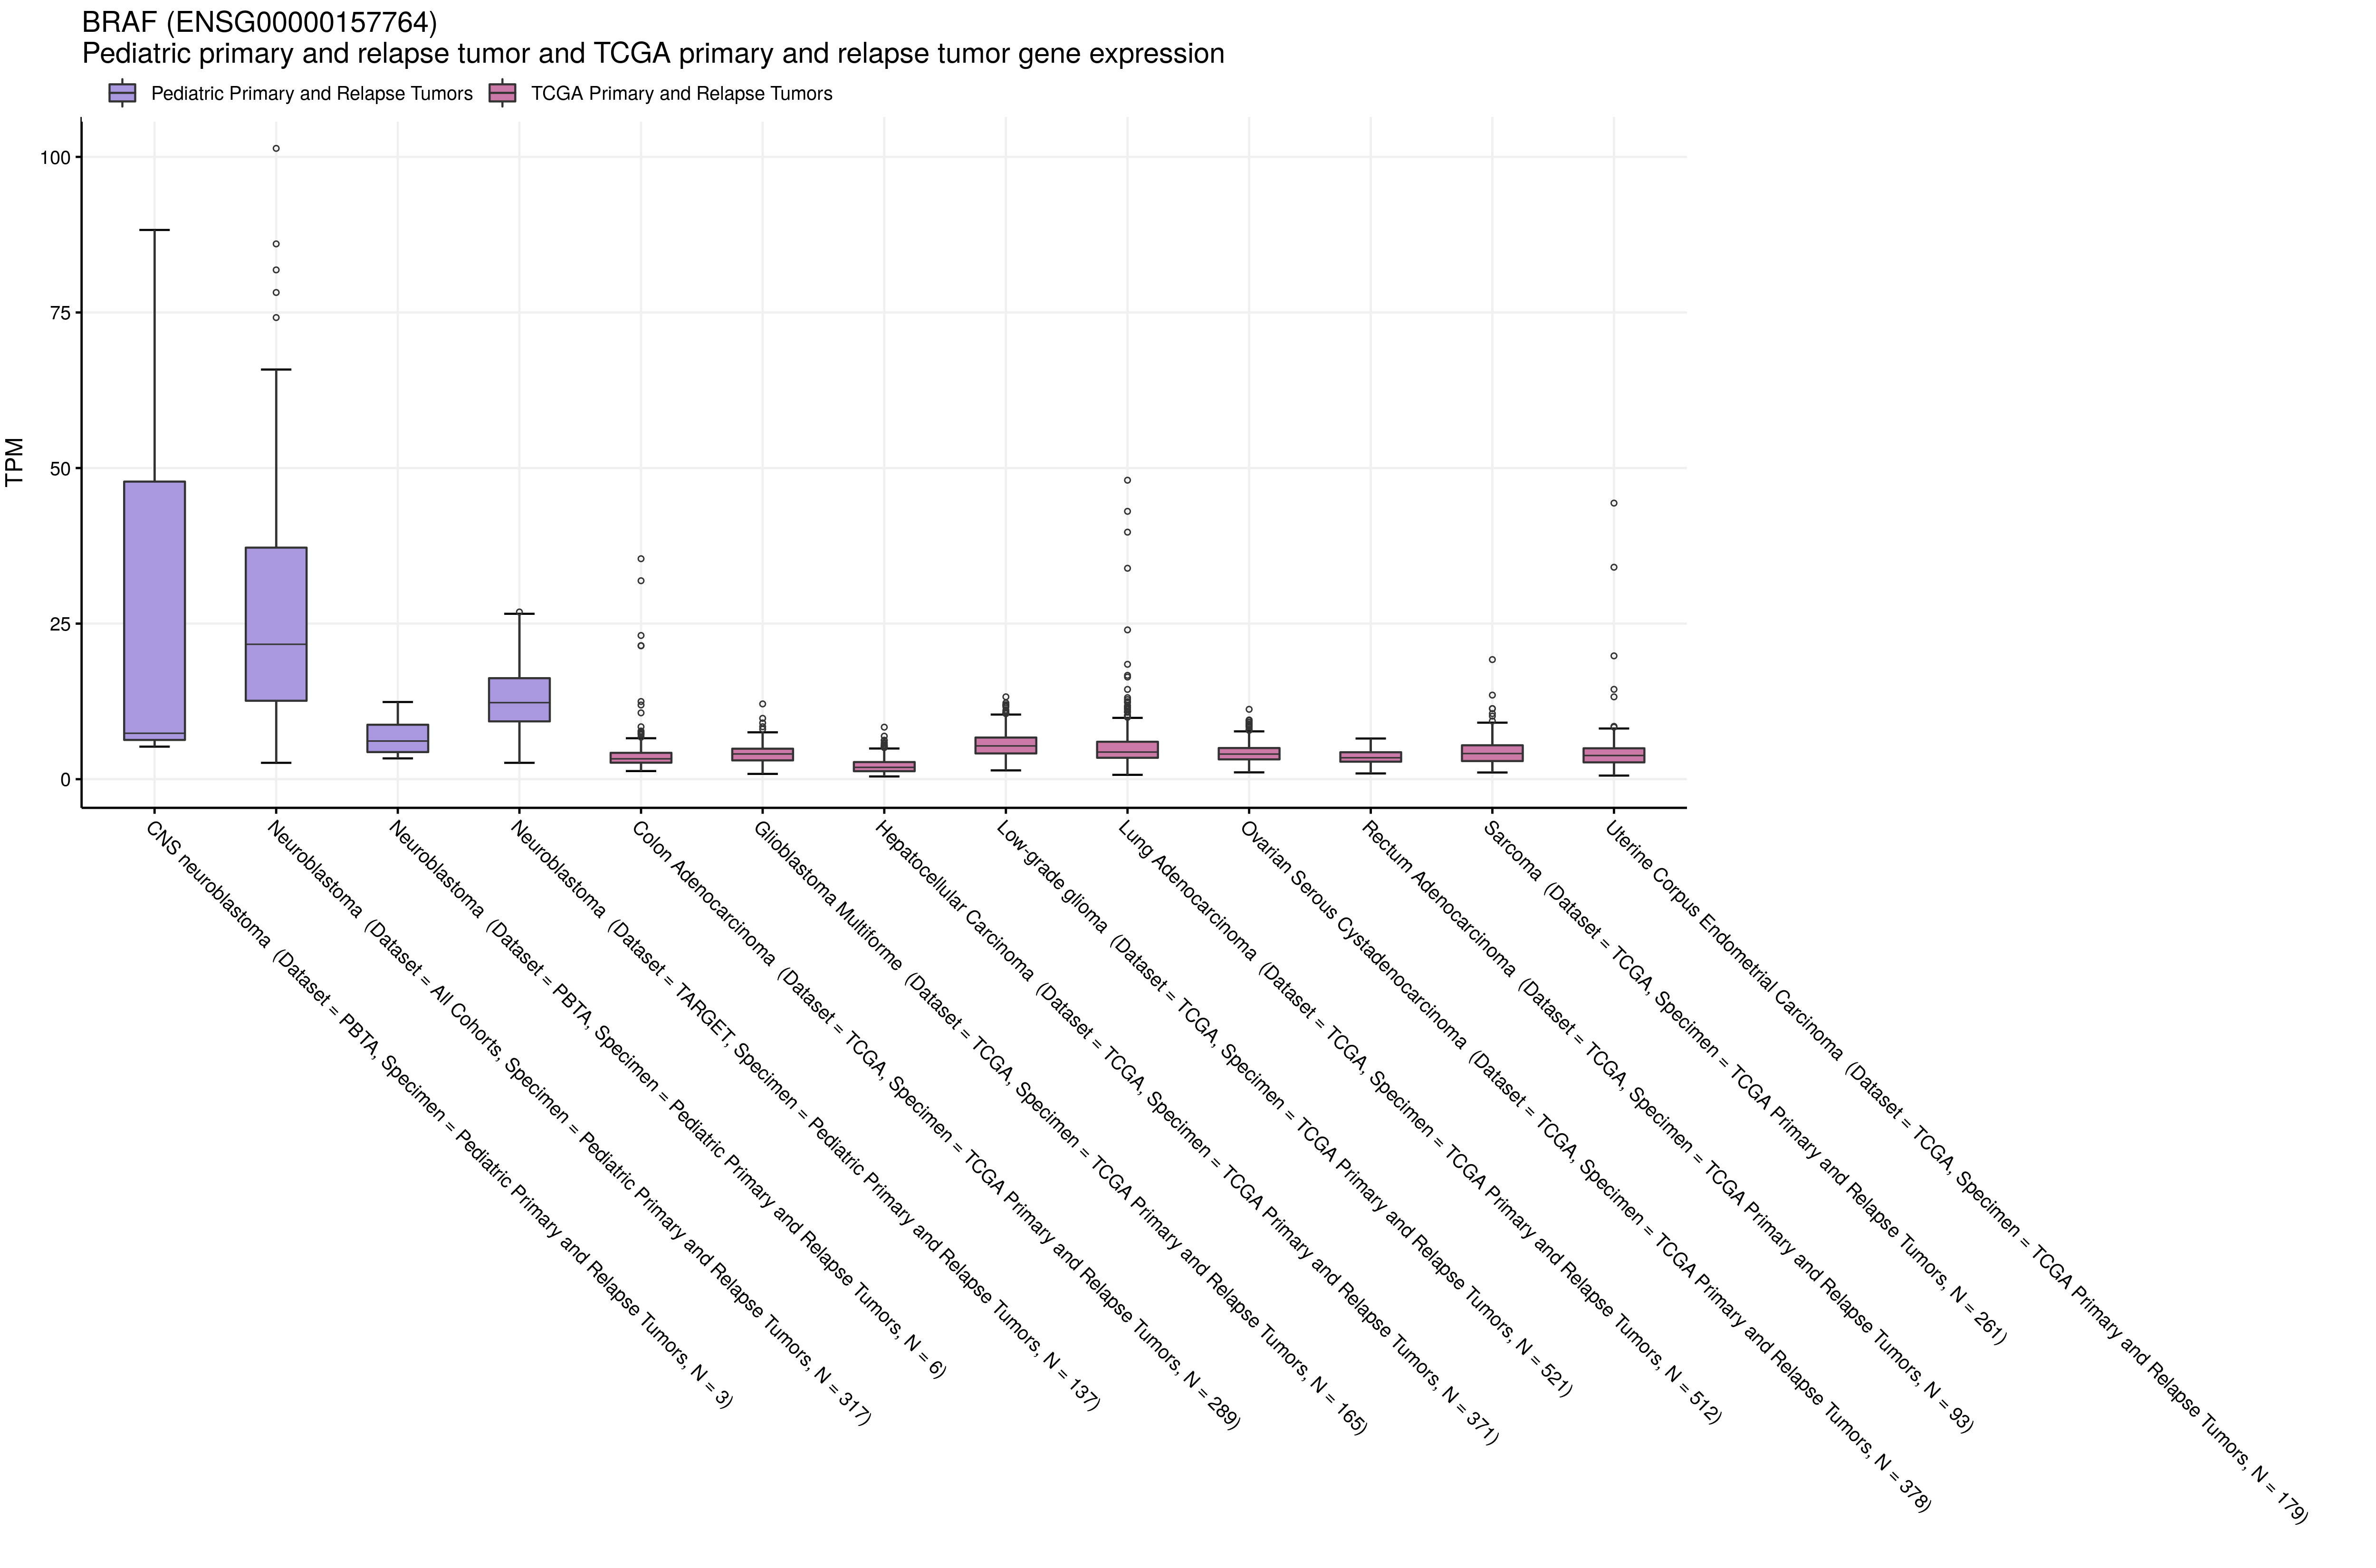 BRAF (ENSG00000157764)
Pediatric primary and relapse tumor and TCGA primary and relapse tumor gene expression
Pediatric Primary and Relapse Tumors
TCGA Primary and Relapse Tumors
TPM
100
75
50
25
0
CNS neuroblastoma (Dataset = PBTA, Specimen = Pediatric Primary and Relapse Tumors, N = 3)
Neuroblastoma (Dataset = All Cohorts, Specimen = Pediatric Primary and Relapse Tumors, N = 317)
Neuroblastoma (Dataset = PBTA, Specimen = Pediatric Primary and Relapse Tumors, N = 6)
Neuroblastoma (Dataset = TARGET, Specimen = Pediatric Primary and Relapse Tumors, N = 137)
Colon Adenocarcinoma (Dataset = TCGA, Specimen = TCGA Primary and Relapse Tumors, N = 289)
Glioblastoma Multiforme (Dataset = TCGA, Specimen = TCGA Primary and Relapse Tumors, N = 165)
Hepatocellular Carcinoma (Dataset = TCGA, Specimen = TCGA Primary and Relapse Tumors, N = 371)
Low-grade glioma (Dataset = TCGA, Specimen = TCGA Primary and Relapse Tumors, N = 521)
Lung Adenocarcinoma (Dataset = TCGA, Specimen = TCGA Primary and Relapse Tumors, N = 512)
Ovarian Serous Cystadenocarcinoma (Dataset = TCGA, Specimen = TCGA Primary and Relapse Tumors, N = 378)
Rectum Adenocarcinoma (Dataset = TCGA, Specimen = TCGA Primary and Relapse Tumors, N = 93)
Sarcoma (Dataset = TCGA, Specimen = TCGA Primary and Relapse Tumors, N = 261)
Uterine Corpus Endometrial Carcinoma (Dataset = TCGA, Specimen = TCGA Primary and Relapse Tumors, N = 179)